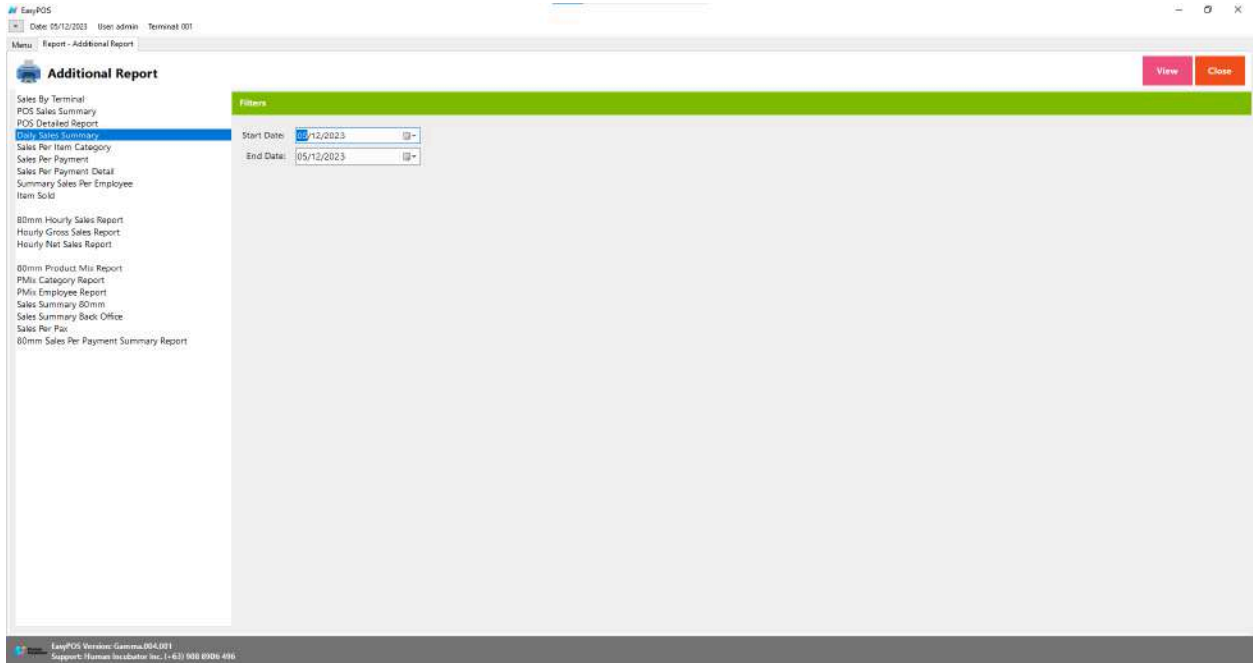 EasyPOS
Date: 05/12/2023 User: admin Terminal: 001
Menu Report - Additional Report
Additional Report
View Close
Sales By Terminal
POS Sales Summary
POS Detailed Report
Daily Sales Summary
Sales Per Item Category
Sales Per Payment
Sales Per Payment Detail
Summary Sales Per Employee
Item Sold
80mm Hourly Sales Report
Hourly Gross Sales Report
Hourly Net Sales Report
80mm Product Mix Report
PMix Category Report
PMix Employee Report
Sales Summary 80mm
Sales Summary Back Office
Sales Per Pax
80mm Sales Per Payment Summary Report
Filters
Start Date: 05/12/2023
End Date: 05/12/2023
EasyPOS Version: Gamma.004.001
Support: Human Incubator Inc. (+63) 908 8906 496